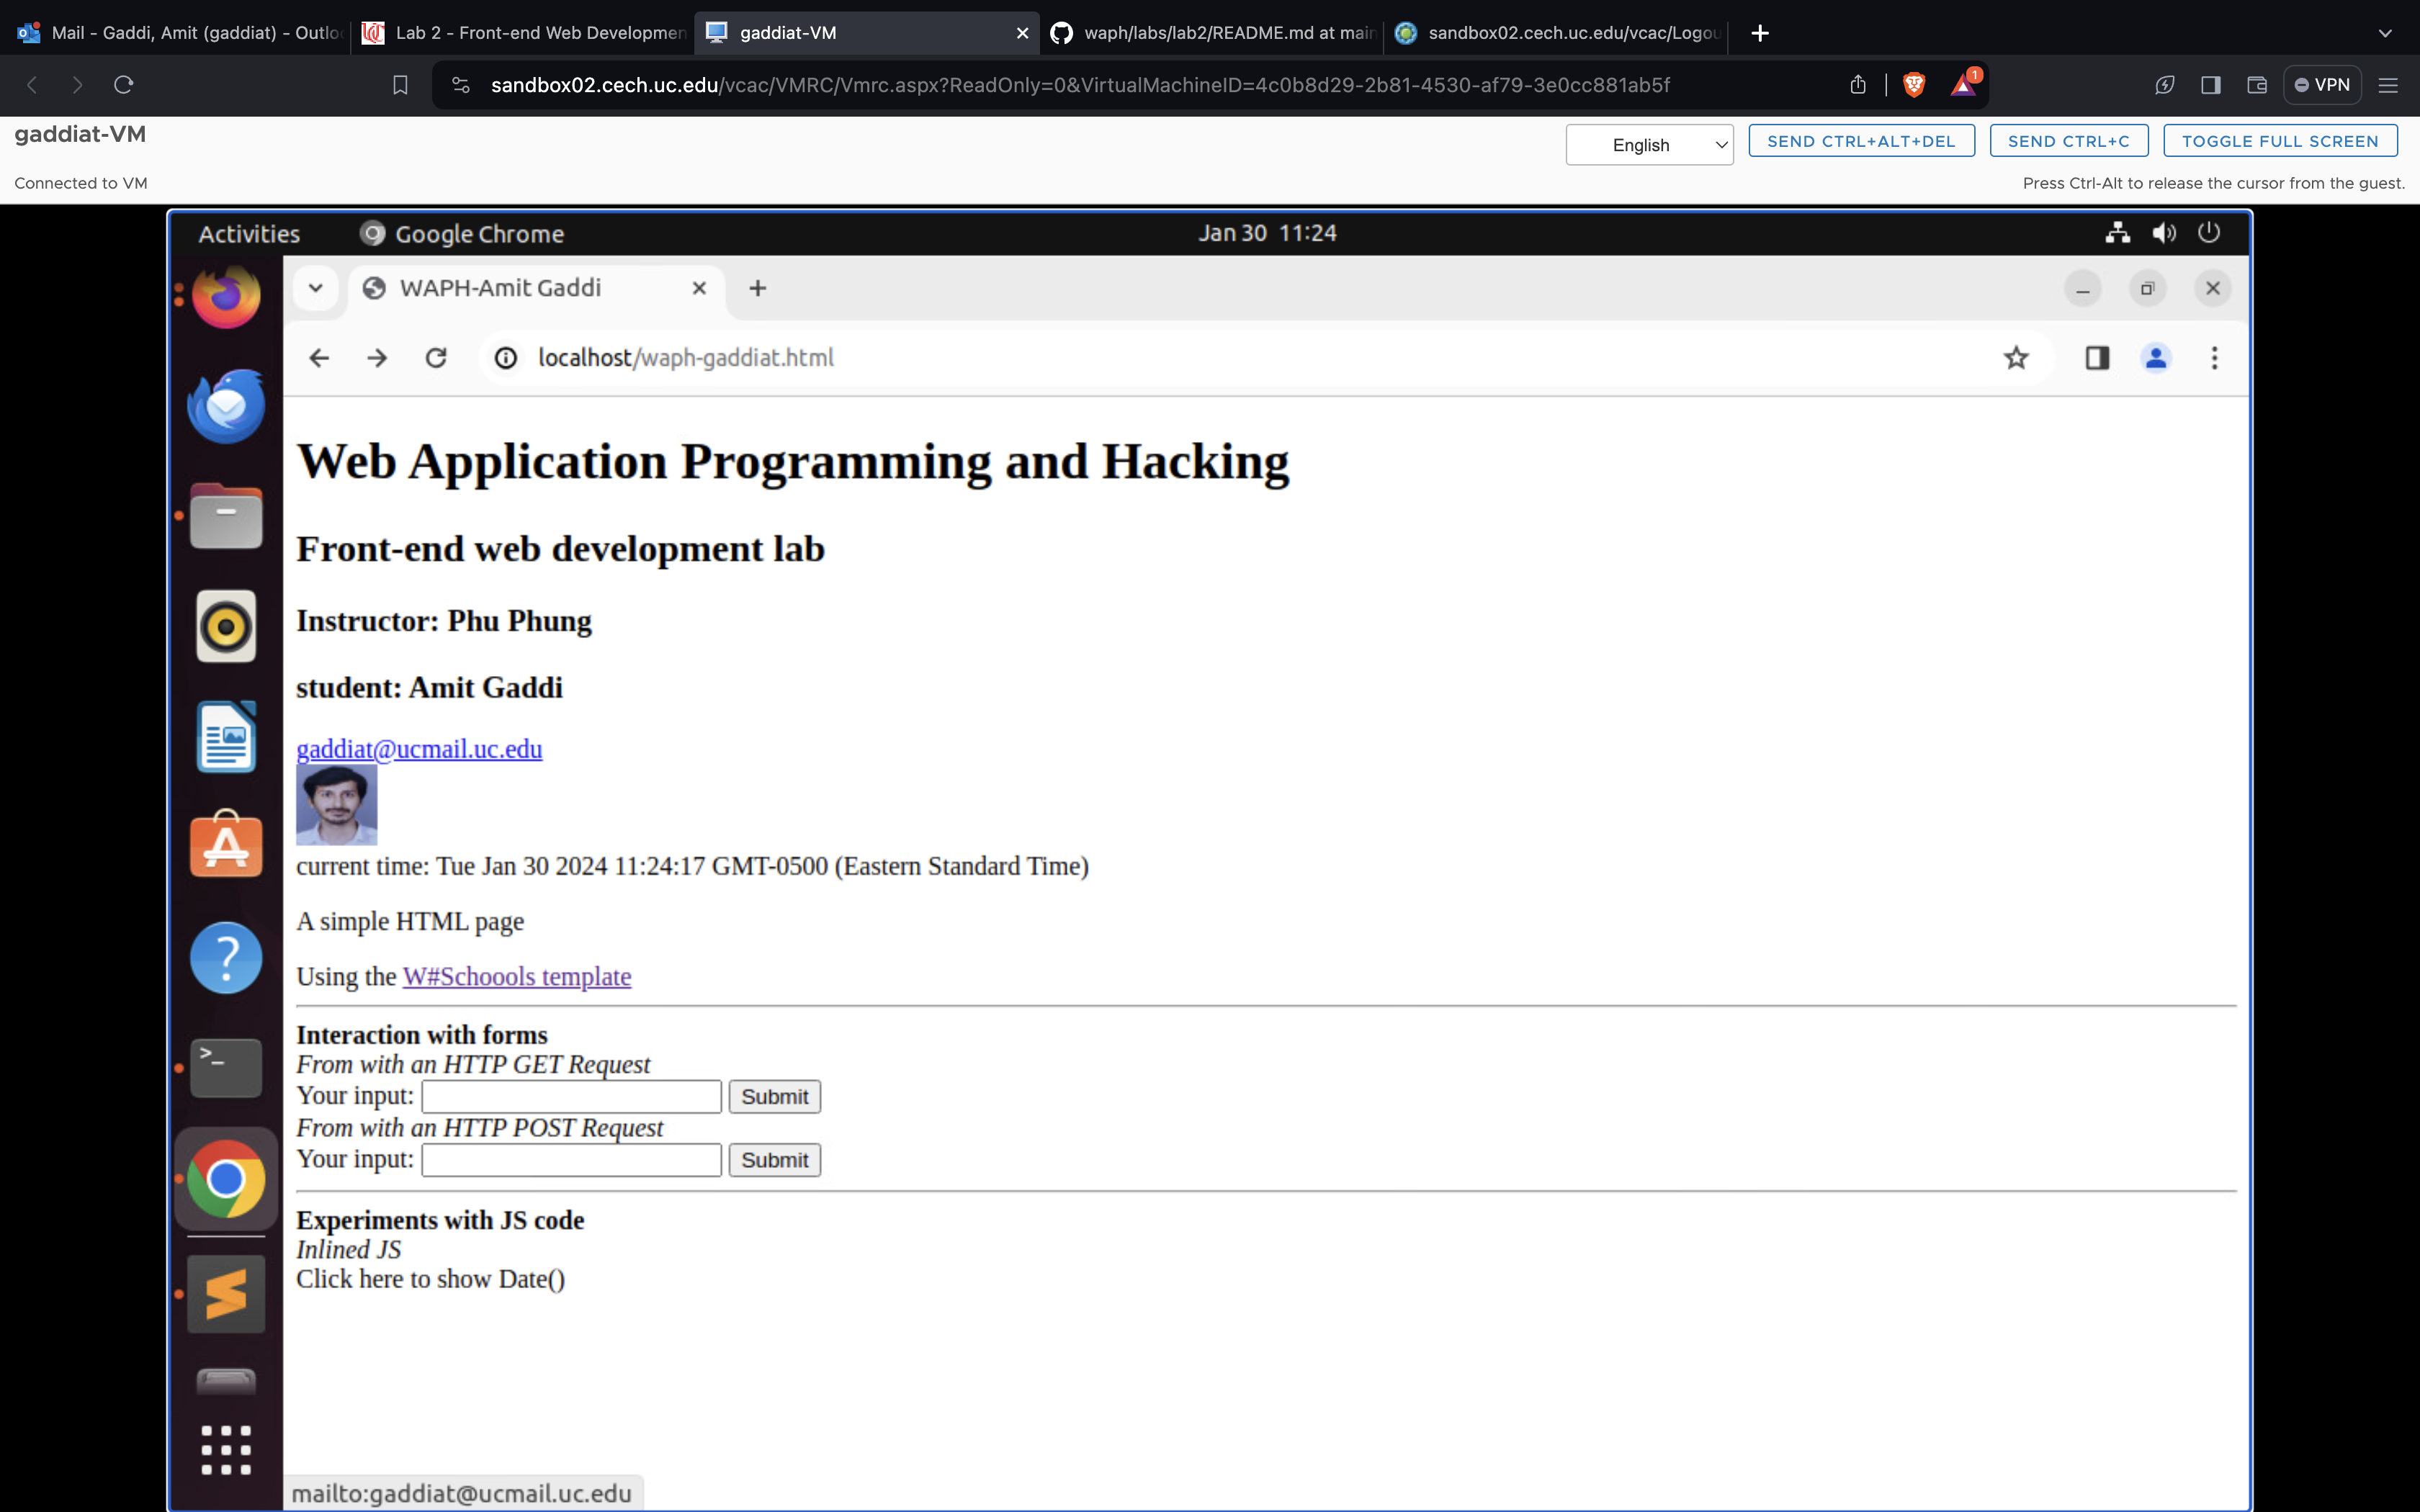 Mail - Gaddi, Amit (gaddiat) - Outlo
Lab 2 - Front-end Web Developmen
gaddiat-VM
waph/labs/lab2/README.md at main
sandbox02.cech.uc.edu/vcac/Logou
sandbox02.cech.uc.edu/vcac/VMRC/Vmrc.aspx?ReadOnly=0&VirtualMachineID=4c0b8d29-2b81-4530-af79-3e0cc881ab5f
1
VPN
gaddiat-VM
English
SEND CTRL+ALT+DEL
SEND CTRL+C
TOGGLE FULL SCREEN
Connected to VM
Press Ctrl-Alt to release the cursor from the guest.
Activities
Google Chrome
Jan 30 11:24
WAPH-Amit Gaddi
localhost/waph-gaddiat.html
Web Application Programming and Hacking
Front-end web development lab
Instructor: Phu Phung
student: Amit Gaddi
gaddiat@ucmail.uc.edu
current time: Tue Jan 30 2024 11:24:17 GMT-0500 (Eastern Standard Time)
A simple HTML page
Using the W#Schoools template
Interaction with forms
From with an HTTP GET Request
Your input: Submit
From with an HTTP POST Request
Your input: Submit
Experiments with JS code
Inlined JS
Click here to show Date()
mailto:gaddiat@ucmail.uc.edu